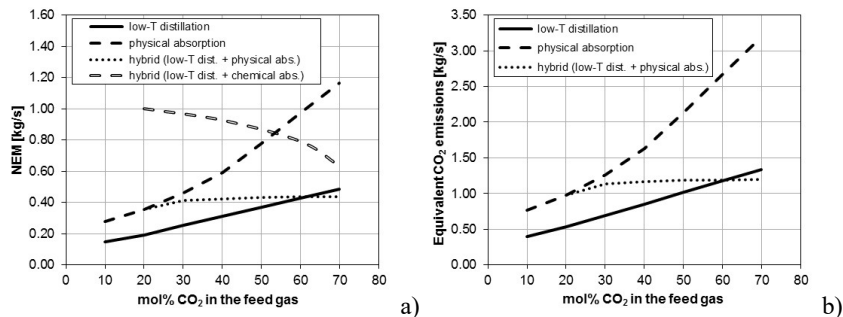 1.60
1.40
1.20
1.00
0.80
0.60
0.40
0.20
0.00
NEM [kg/s]
low-T distillation
physical absorption
hybrid (low-T dist. + physical abs.)
hybrid (low-T dist. + chemical abs.)
0 10 20 30 40 50 60 70 80
mol% CO₂ in the feed gas
a)
3.50
3.00
2.50
2.00
1.50
1.00
0.50
0.00
Equivalent CO₂ emissions [kg/s]
low-T distillation
physical absorption
hybrid (low-T dist. + physical abs.)
0 10 20 30 40 50 60 70 80
mol% CO₂ in the feed gas
b)